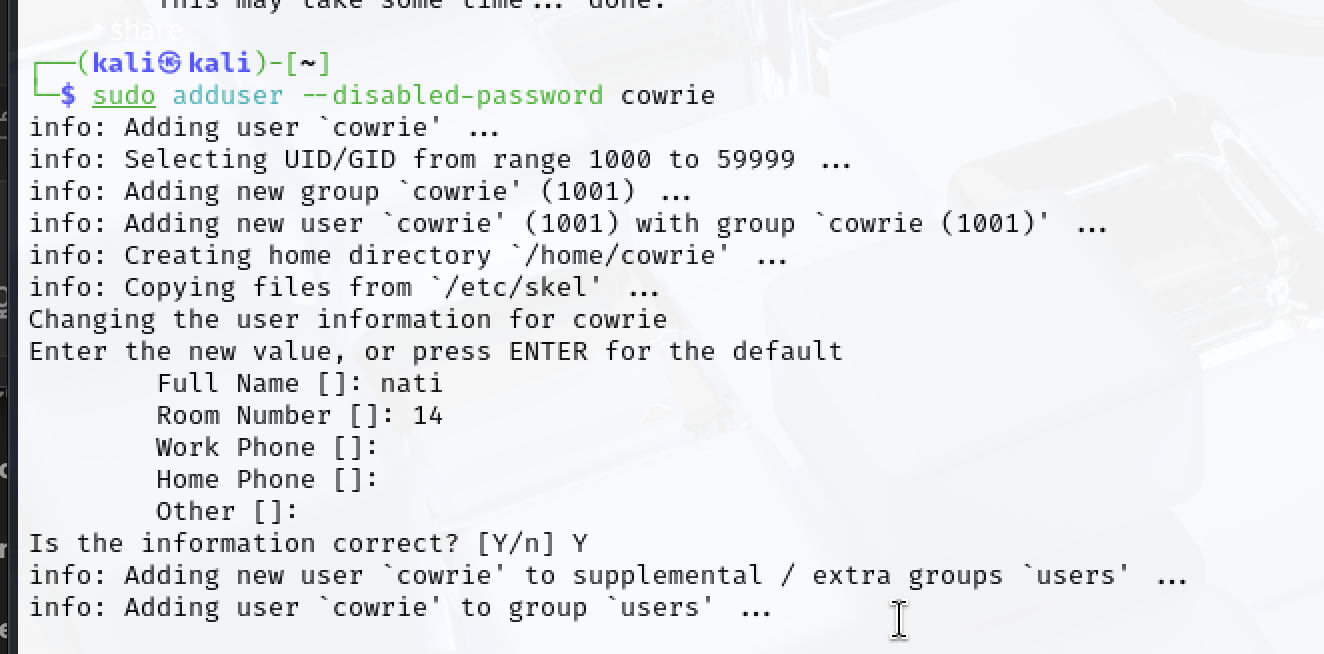 This may take some time... done.
share
┌──(kali㉿kali)-[~]
└─$ sudo adduser --disabled-password cowrie
info: Adding user `cowrie' ...
info: Selecting UID/GID from range 1000 to 59999 ...
info: Adding new group `cowrie' (1001) ...
info: Adding new user `cowrie' (1001) with group `cowrie (1001)' ...
info: Creating home directory `/home/cowrie' ...
info: Copying files from `/etc/skel' ...
Changing the user information for cowrie
Enter the new value, or press ENTER for the default
Full Name []: nati
Room Number []: 14
Work Phone []:
Home Phone []:
Other []:
Is the information correct? [Y/n] Y
info: Adding new user `cowrie' to supplemental / extra groups `users' ...
info: Adding user `cowrie' to group `users' ...